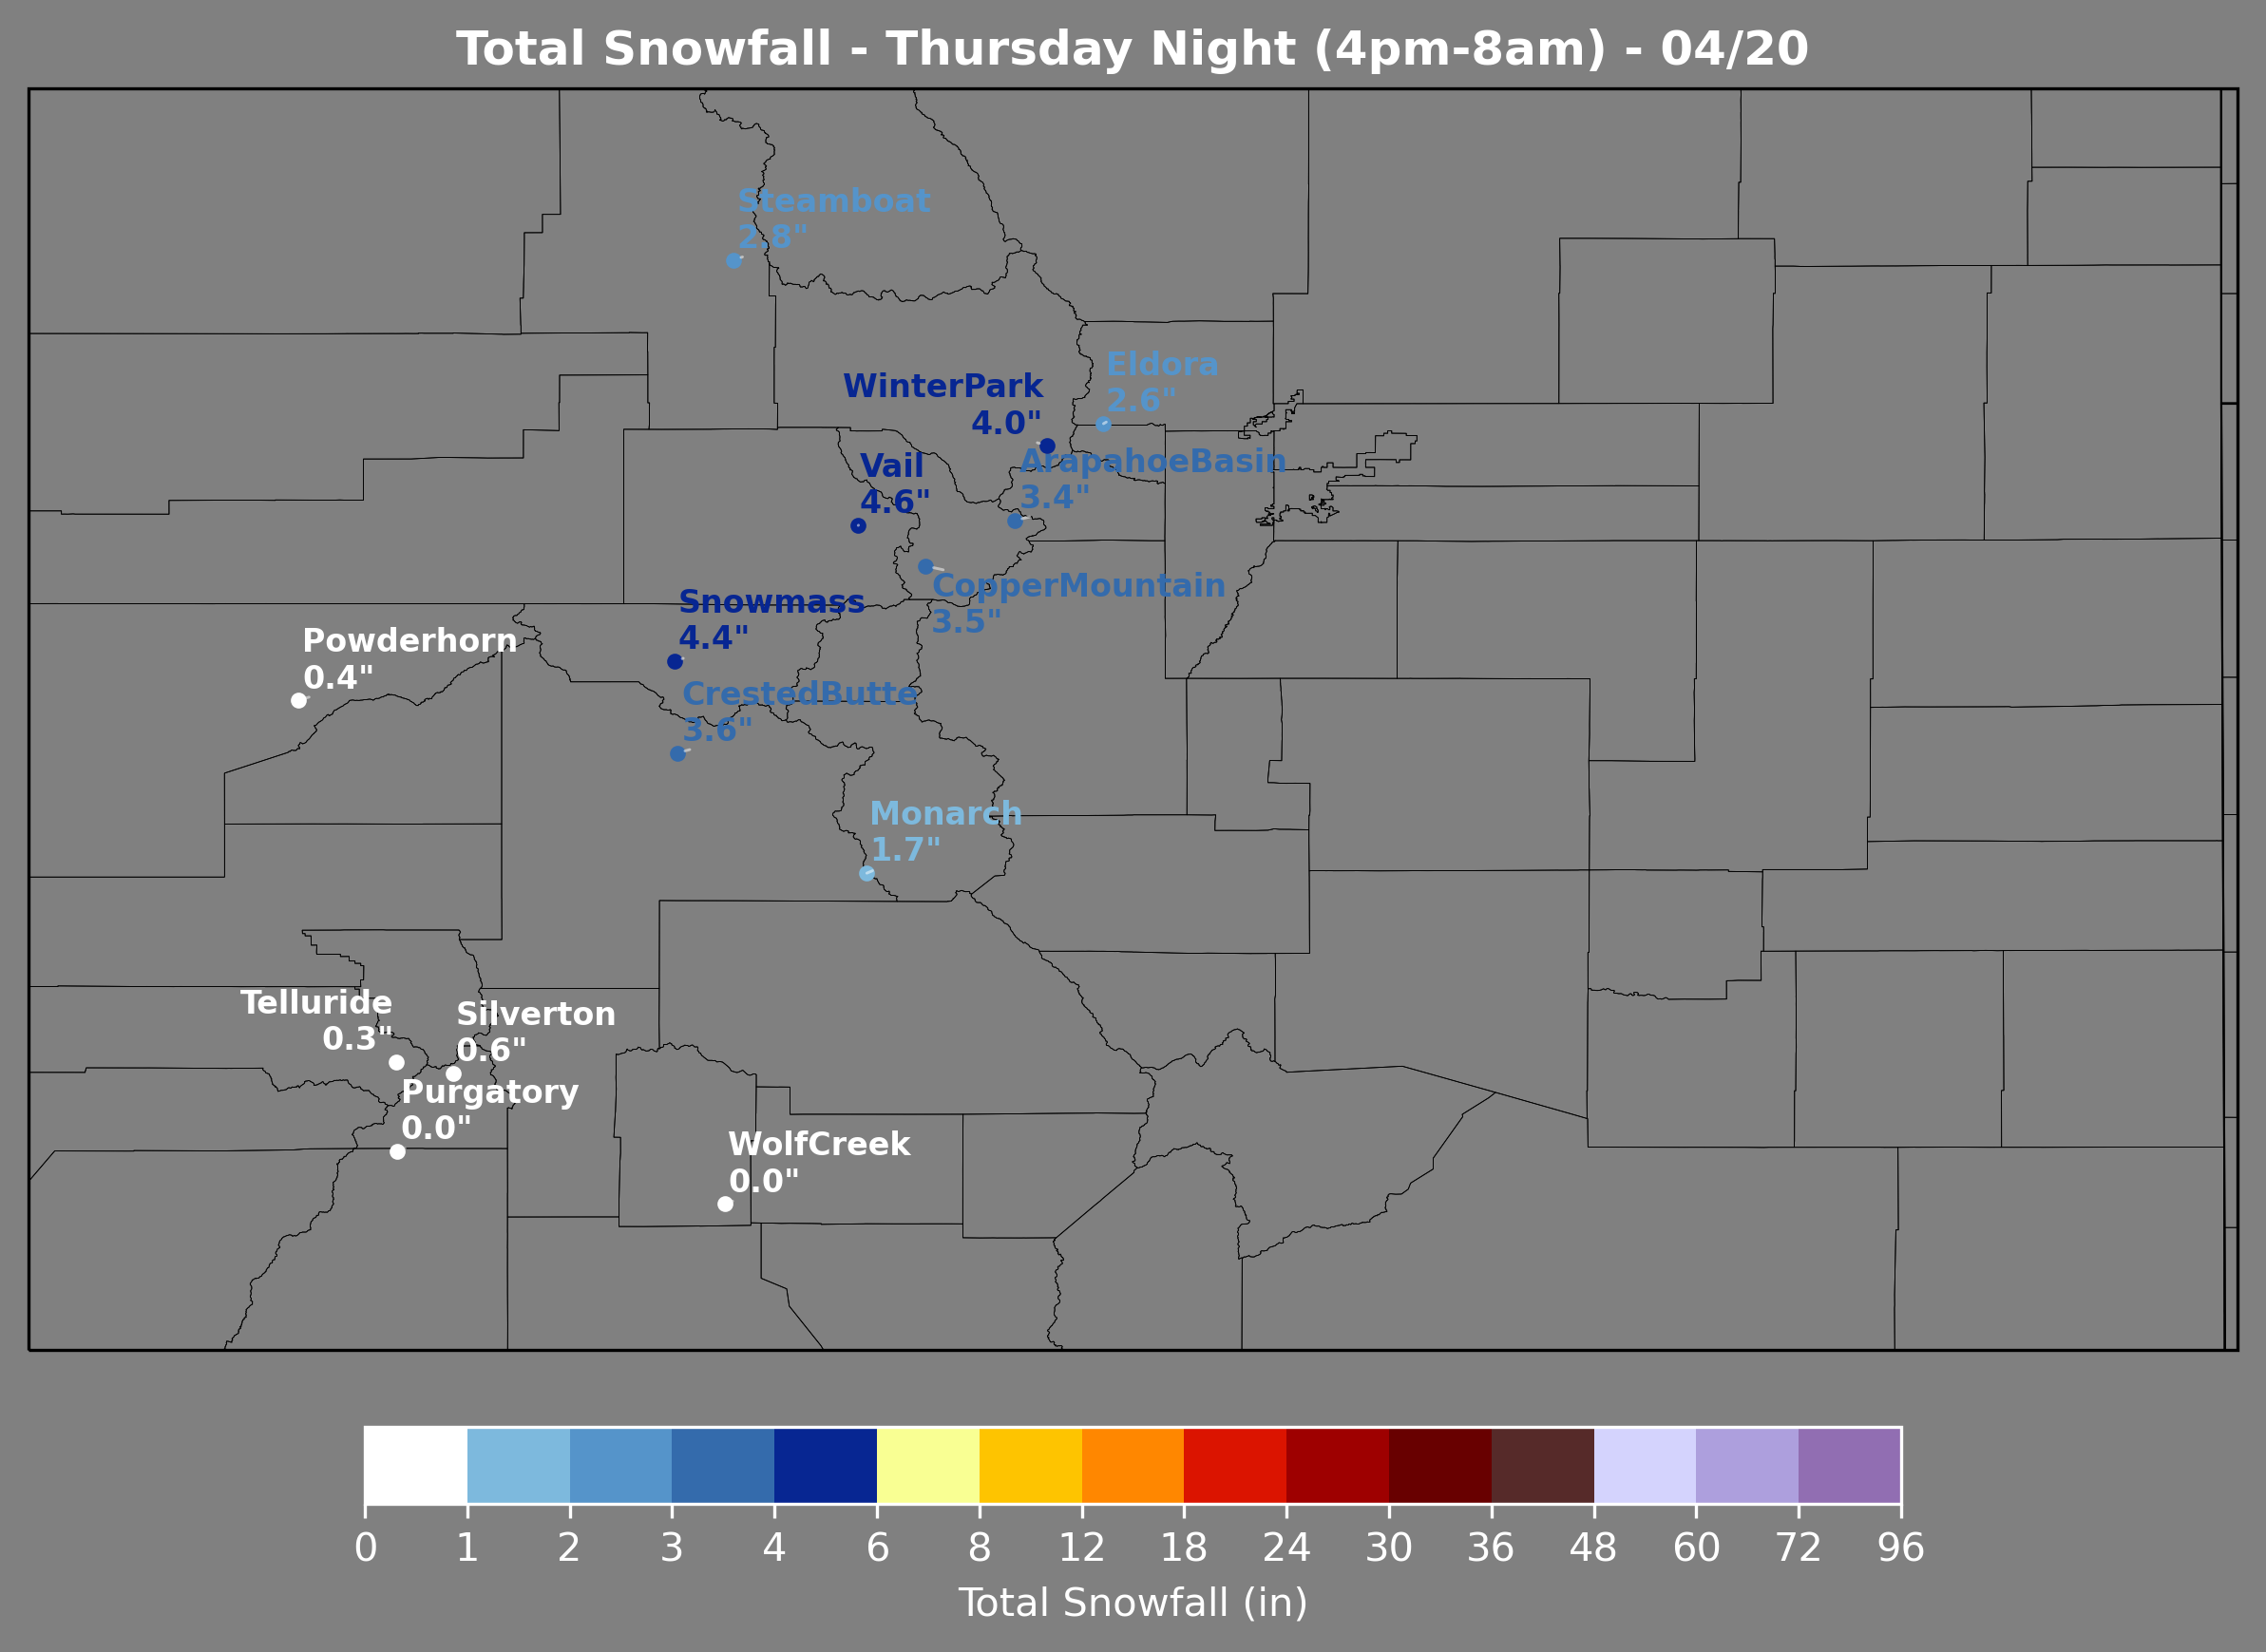 Total Snowfall - Thursday Night (4pm-8am) - 04/20
Steamboat
2.8"
Eldora
2.6"
WinterPark
4.0"
ArapahoeBasin
3.4"
Vail
4.6"
CopperMountain
3.5"
Snowmass
4.4"
Powderhorn
0.4"
CrestedButte
3.6"
Monarch
1.7"
Telluride
0.3"
Silverton
0.6"
Purgatory
0.0"
WolfCreek
0.0"
0 1 2 3 4 6 8 12 18 24 30 36 48 60 72 96
Total Snowfall (in)